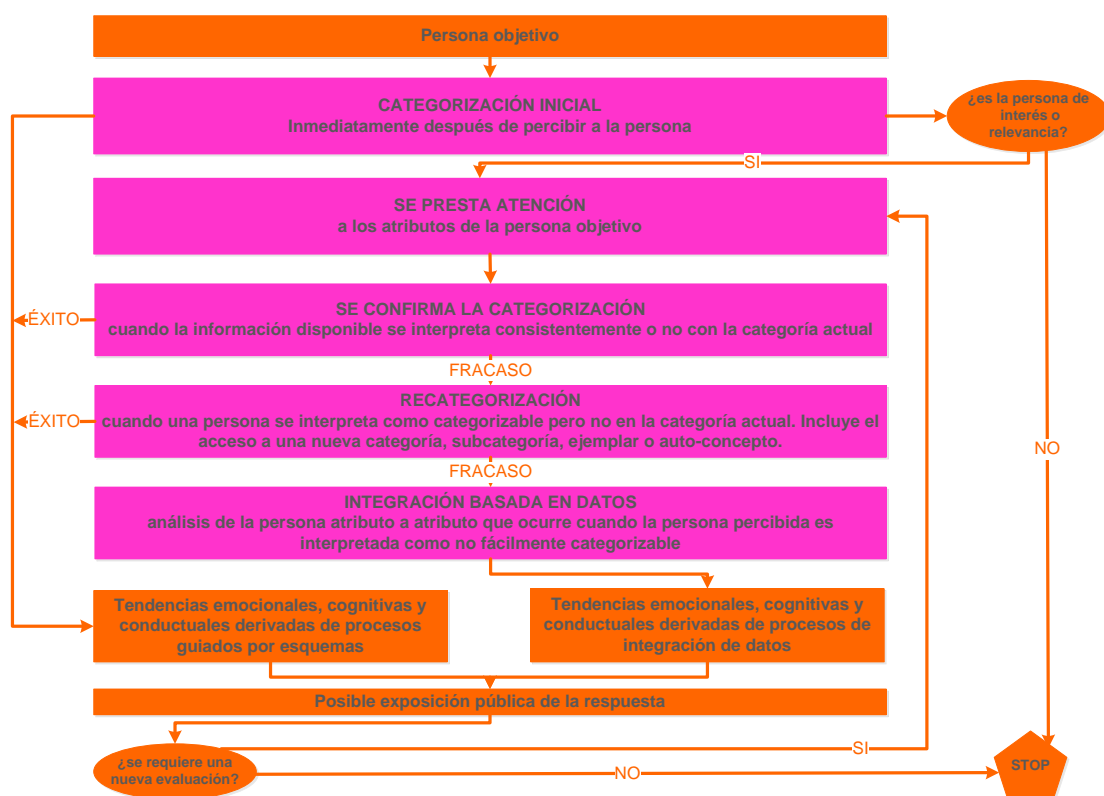 Persona objetivo
CATEGORIZACIÓN INICIAL
Inmediatamente después de percibir a la persona
¿es la persona de
interés o
relevancia?
SI
SE PRESTA ATENCIÓN
a los atributos de la persona objetivo
SE CONFIRMA LA CATEGORIZACIÓN
cuando la información disponible se interpreta consistentemente o no con la categoría actual
ÉXITO
FRACASO
RECATEGORIZACIÓN
cuando una persona se interpreta como categorizable pero no en la categoría actual. Incluye el
acceso a una nueva categoría, subcategoría, ejemplar o auto-concepto.
ÉXITO
FRACASO
NO
INTEGRACIÓN BASADA EN DATOS
análisis de la persona atributo a atributo que ocurre cuando la persona percibida es
interpretada como no fácilmente categorizable
Tendencias emocionales, cognitivas y
conductuales derivadas de procesos
guiados por esquemas
Tendencias emocionales, cognitivas y
conductuales derivadas de procesos de
integración de datos
Posible exposición pública de la respuesta
¿se requiere una
nueva evaluación?
SI
NO
STOP